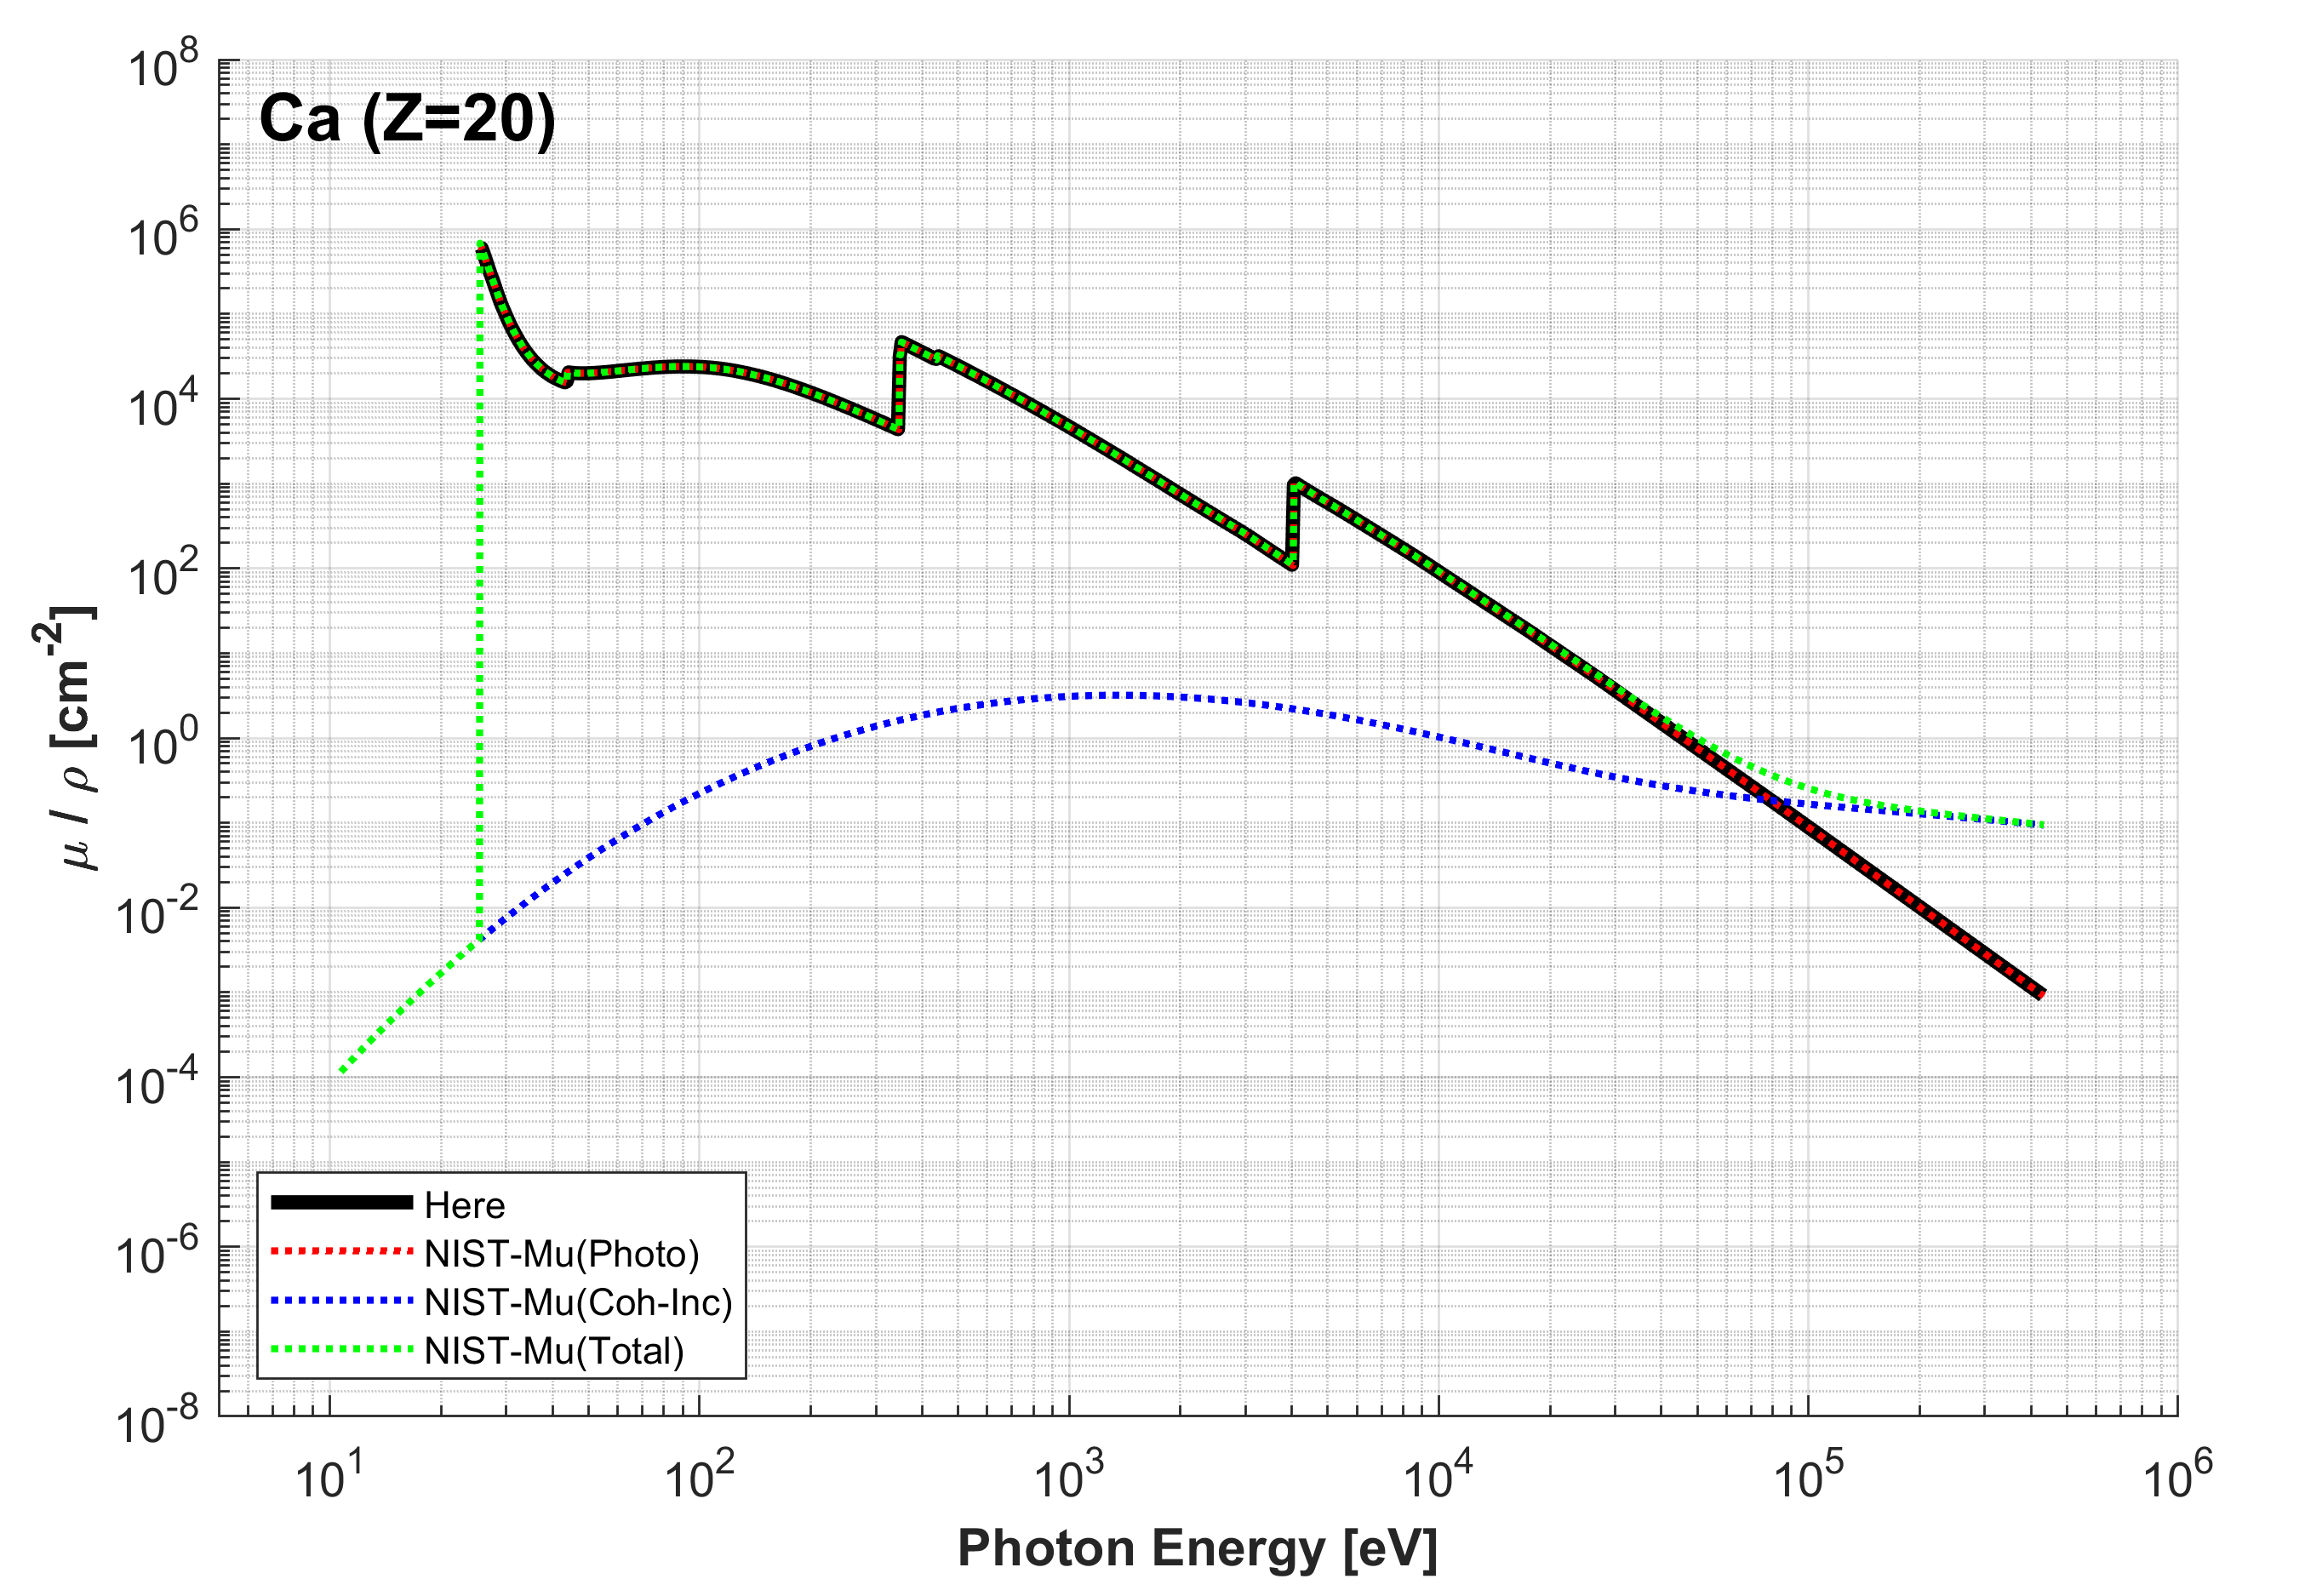 Ca (Z=20)
10^8
10^6
10^4
10^2
10^0
10^-2
10^-4
10^-6
10^-8
μ / ρ [cm^-2]
Here
NIST-Mu(Photo)
NIST-Mu(Coh-Inc)
NIST-Mu(Total)
10^1 10^2 10^3 10^4 10^5 10^6
Photon Energy [eV]